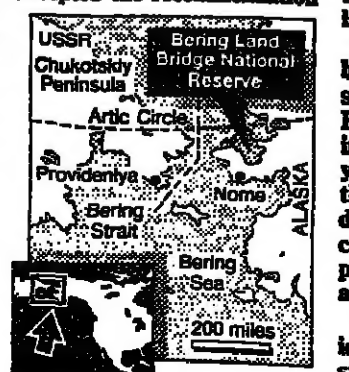 USSR
Chukotskiy
Peninsula
Bering Land
Bridge National
Reserve
Artic Circle
Provideniya
Nome
Bering
Strait
ALASKA
Bering
Sea
200 miles